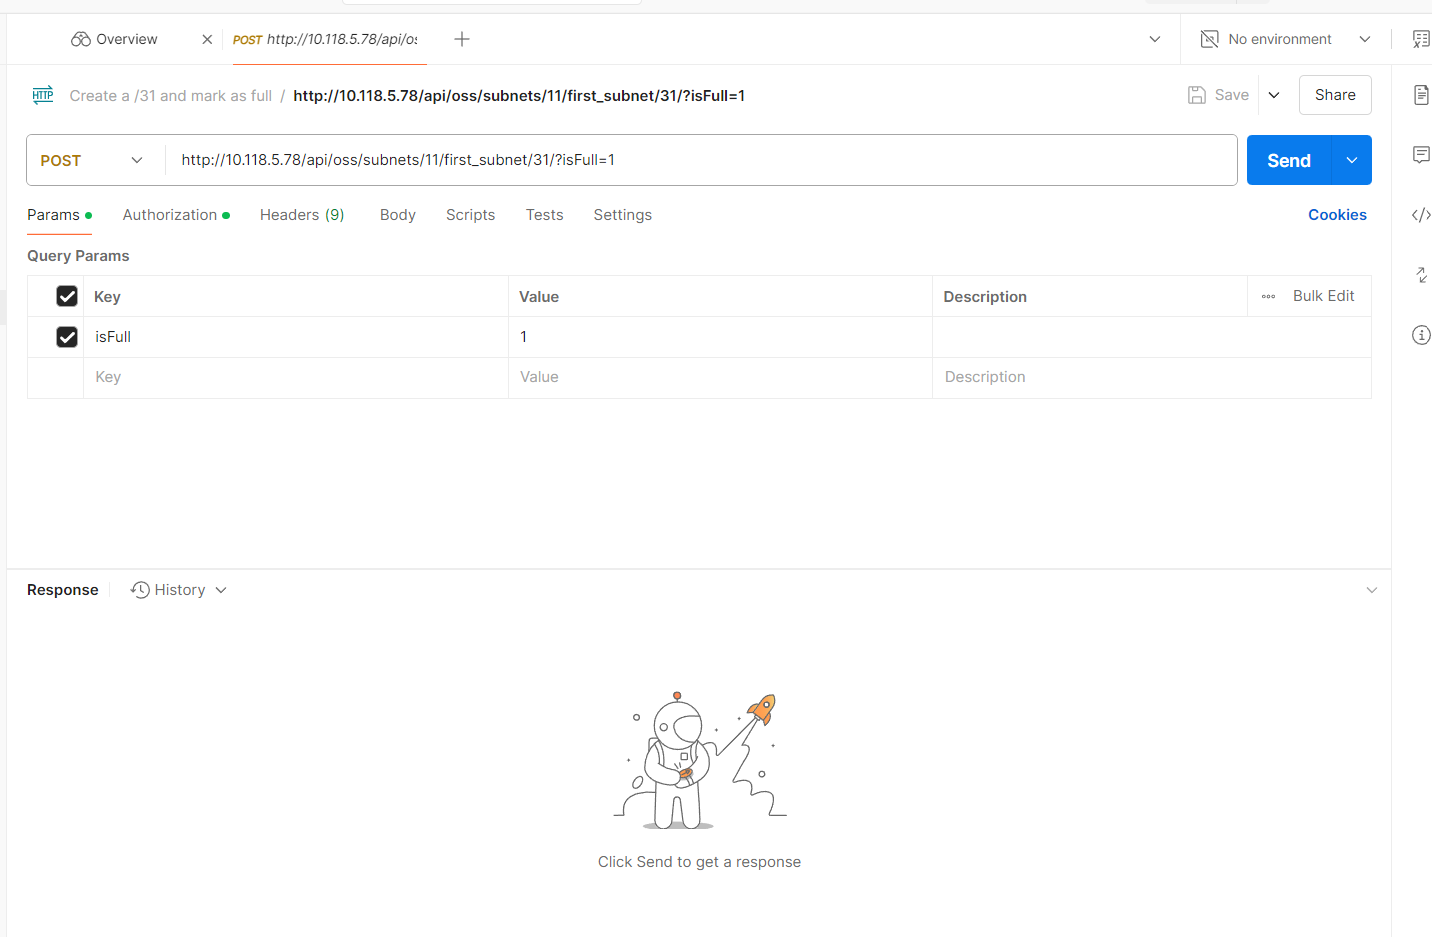 Overview
POST http://10.118.5.78/api/os
No environment
HTTP Create a /31 and mark as full / http://10.118.5.78/api/oss/subnets/11/first_subnet/31/?isFull=1
Save
Share
POST http://10.118.5.78/api/oss/subnets/11/first_subnet/31/?isFull=1
Send
Params Authorization Headers (9) Body Scripts Tests Settings Cookies
Query Params
Key Value Description Bulk Edit
isFull 1
Key Value Description
Response History
Click Send to get a response